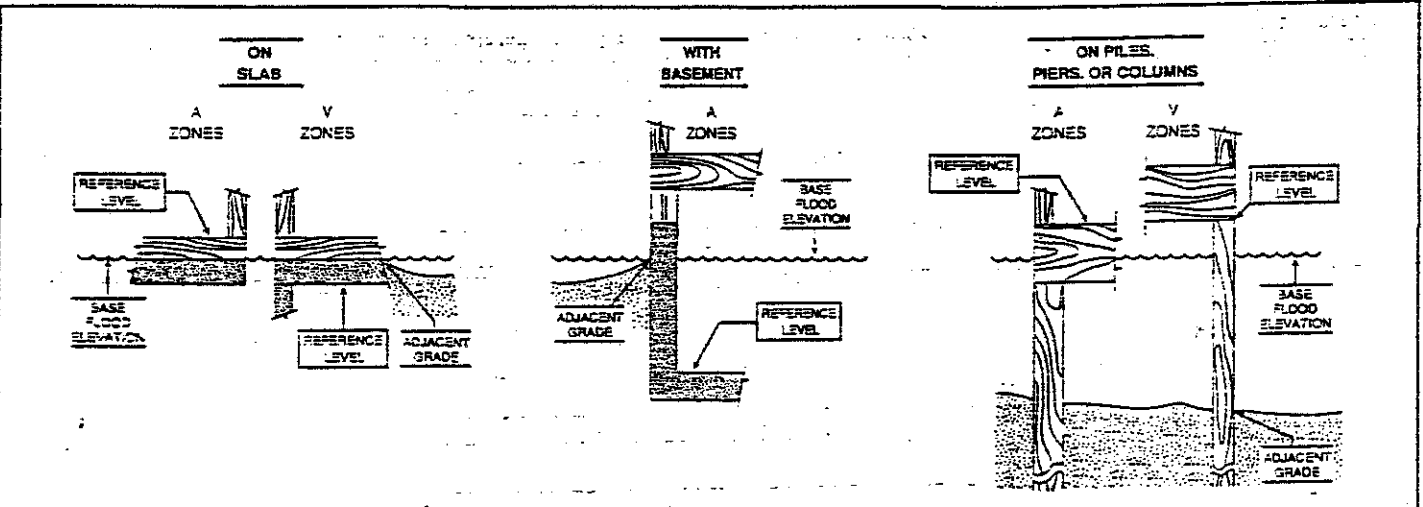 ON
SLAB
A
ZONES
V
ZONES
REFERENCE
LEVEL
BASE
FLOOD
ELEVATION
REFERENCE
LEVEL
ADJACENT
GRADE
WITH
BASEMENT
A
ZONES
BASE
FLOOD
ELEVATION
ADJACENT
GRADE
REFERENCE
LEVEL
ON PILES.
PIERS. OR COLUMNS
A
ZONES
V
ZONES
REFERENCE
LEVEL
REFERENCE
LEVEL
BASE
FLOOD
ELEVATION
ADJACENT
GRADE